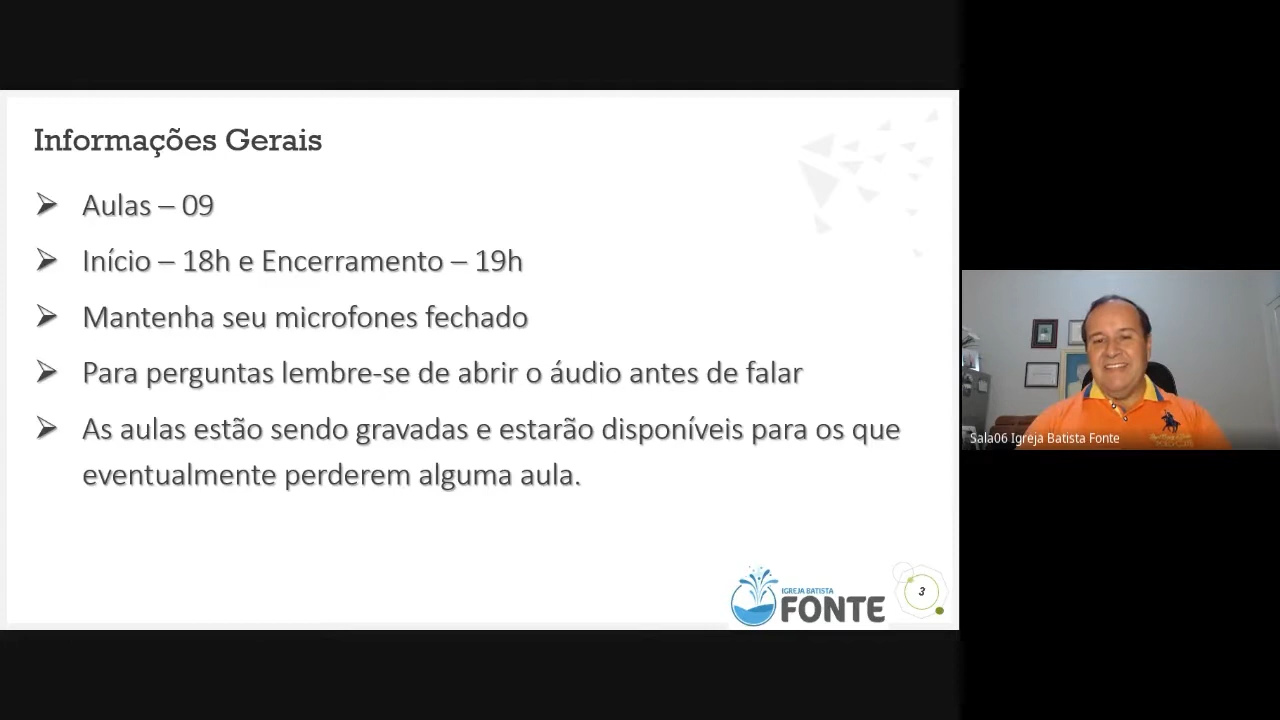 Informações Gerais
Aulas – 09
Início – 18h e Encerramento – 19h
Mantenha seu microfones fechado
Para perguntas lembre-se de abrir o áudio antes de falar
As aulas estão sendo gravadas e estarão disponíveis para os que
eventualmente perderem alguma aula.
IGREJA BATISTA
FONTE
3
Sala06 Igreja Batista Fonte